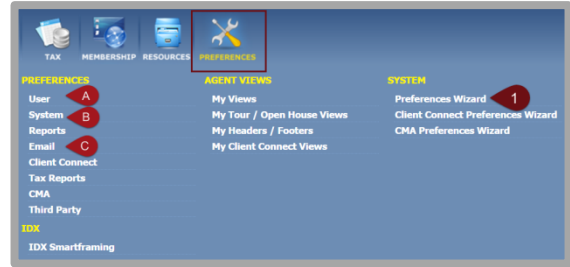 TAX MEMBERSHIP RESOURCES PREFERENCES
PREFERENCES
User A
System B
Reports
Email C
Client Connect
Tax Reports
CMA
Third Party
IDX
IDX Smartframing
AGENT VIEWS
My Views
My Tour / Open House Views
My Headers / Footers
My Client Connect Views
SYSTEM
Preferences Wizard 1
Client Connect Preferences Wizard
CMA Preferences Wizard